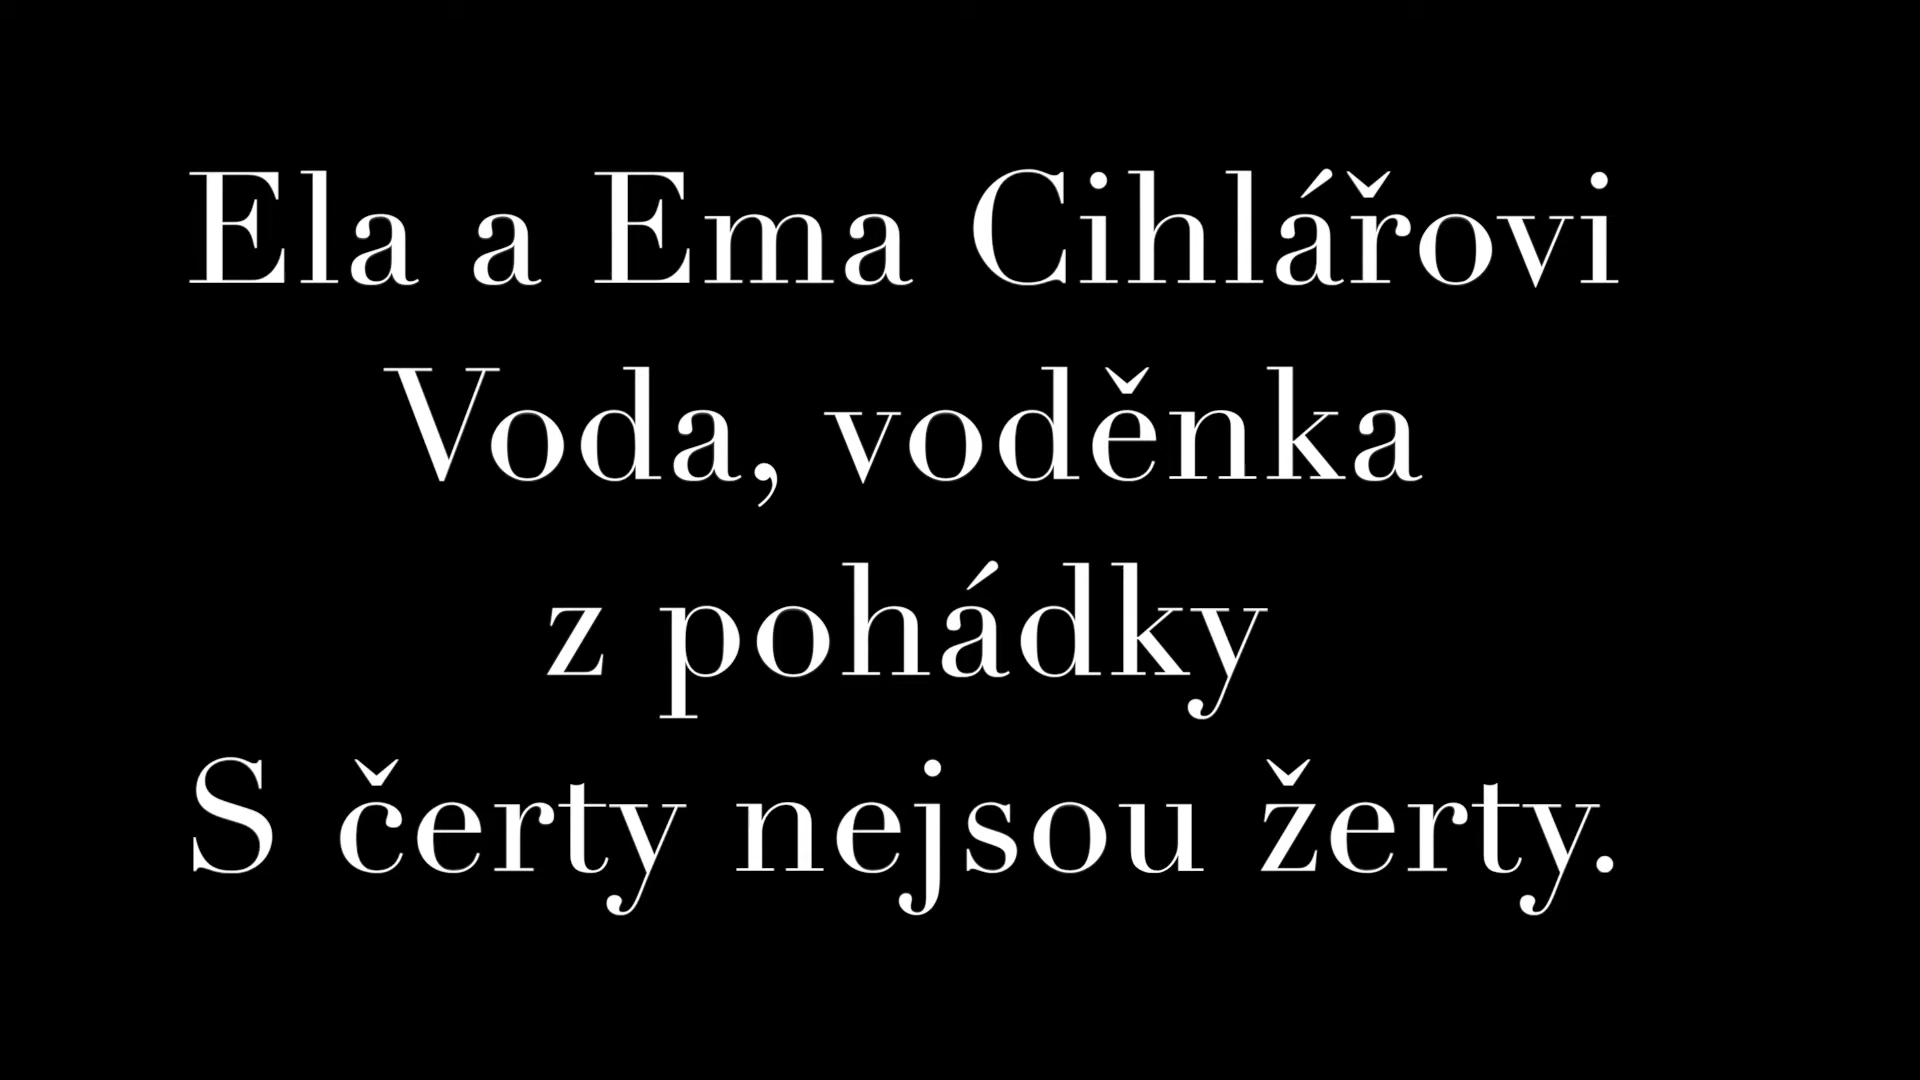 Ela a Ema Cihlářovi
Voda, voděnka
z pohádky
S čerty nejsou žerty.